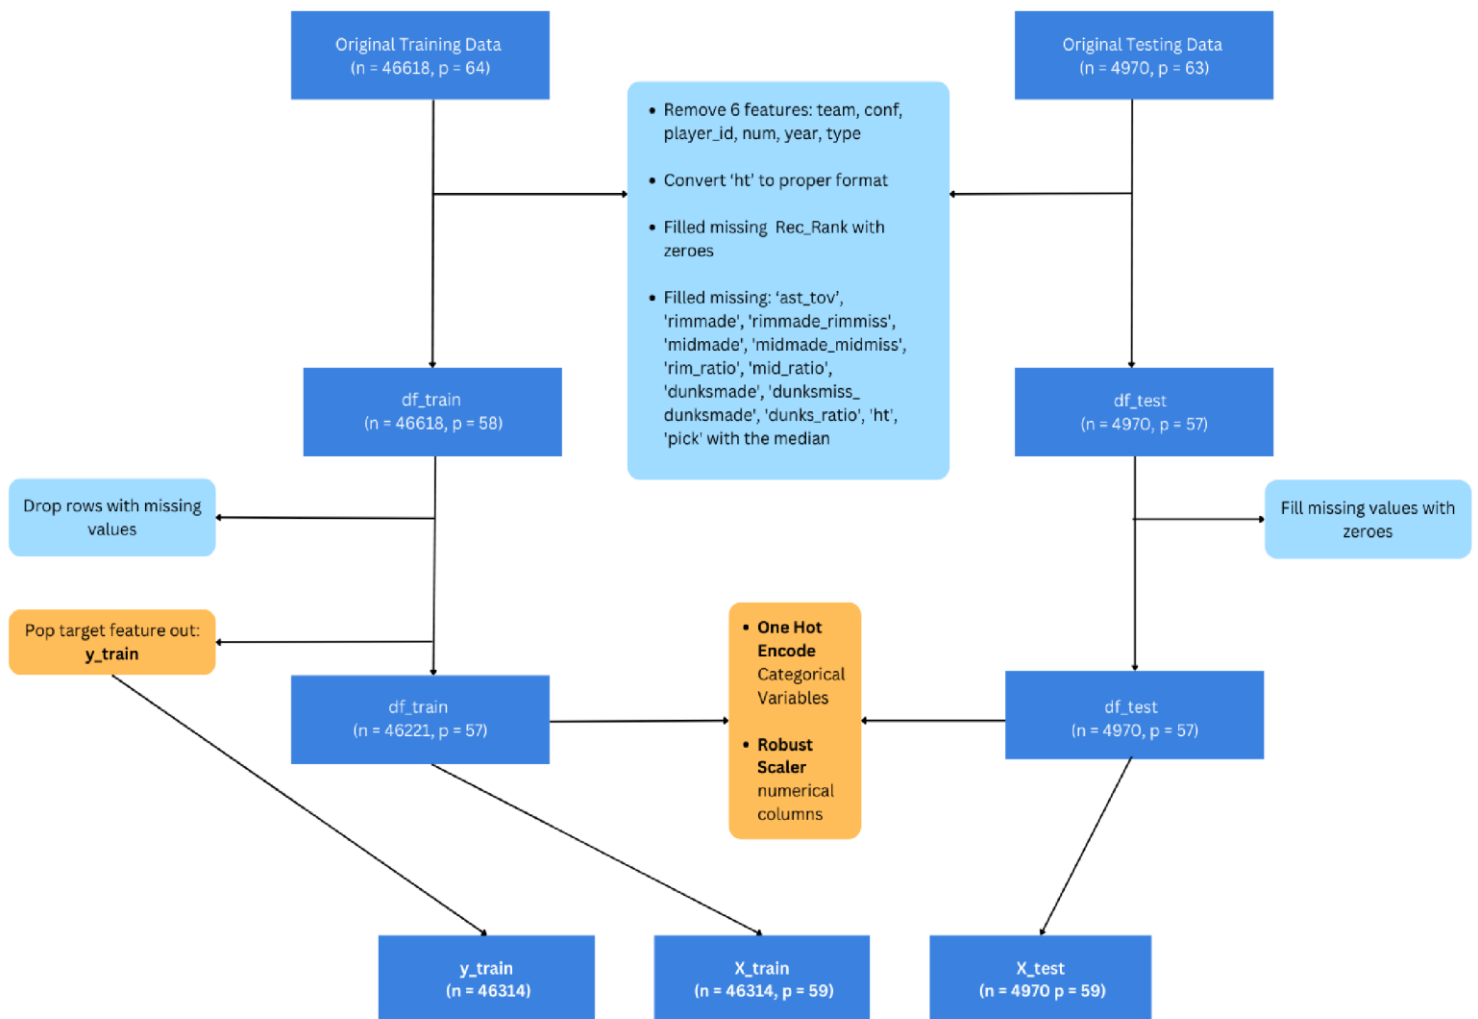 Original Training Data
(n = 46618, p = 64)
Original Testing Data
(n = 4970, p = 63)
• Remove 6 features: team, conf,
player_id, num, year, type
• Convert ‘ht’ to proper format
• Filled missing  Rec_Rank with
zeroes
• Filled missing: ‘ast_tov’,
'rimmade', 'rimmade_rimmiss',
'midmade', 'midmade_midmiss',
'rim_ratio', 'mid_ratio',
'dunksmade', 'dunksmiss_
dunksmade', 'dunks_ratio', 'ht',
'pick' with the median
df_train
(n = 46618, p = 58)
df_test
(n = 4970, p = 57)
Drop rows with missing
values
Fill missing values with
zeroes
Pop target feature out:
y_train
• One Hot
Encode
Categorical
Variables
• Robust
Scaler
numerical
columns
df_train
(n = 46221, p = 57)
df_test
(n = 4970, p = 57)
y_train
(n = 46314)
X_train
(n = 46314, p = 59)
X_test
(n = 4970 p = 59)